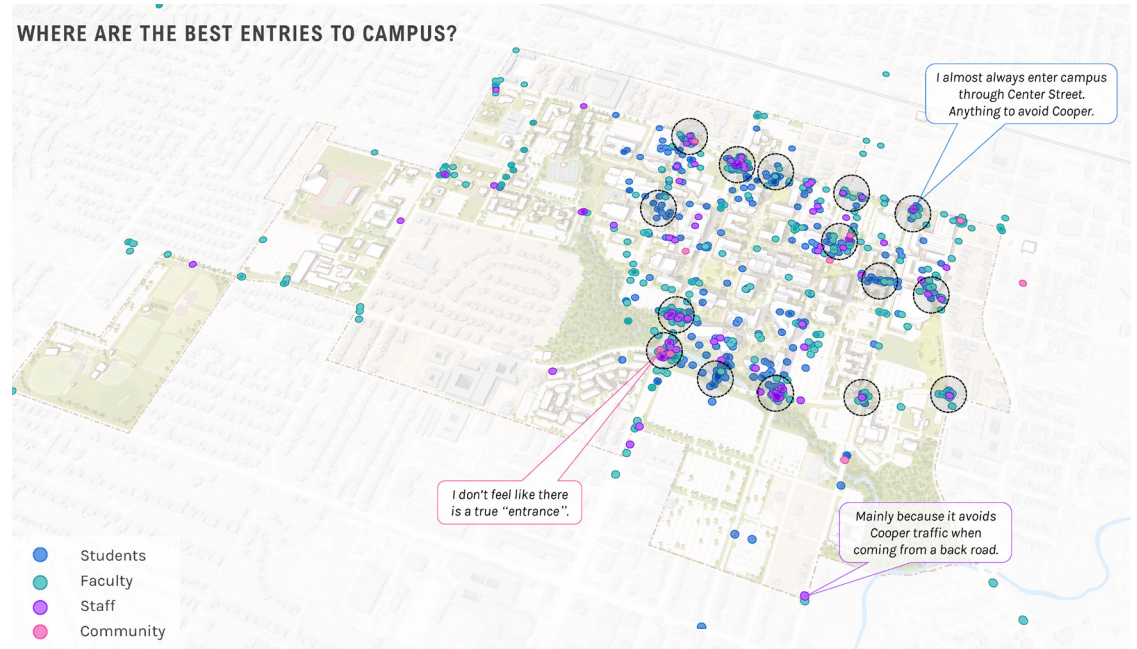 WHERE ARE THE BEST ENTRIES TO CAMPUS?
I almost always enter campus
through Center Street.
Anything to avoid Cooper.
I don't feel like there
is a true “entrance”.
Mainly because it avoids
Cooper traffic when
coming from a back road.
Students
Faculty
Staff
Community